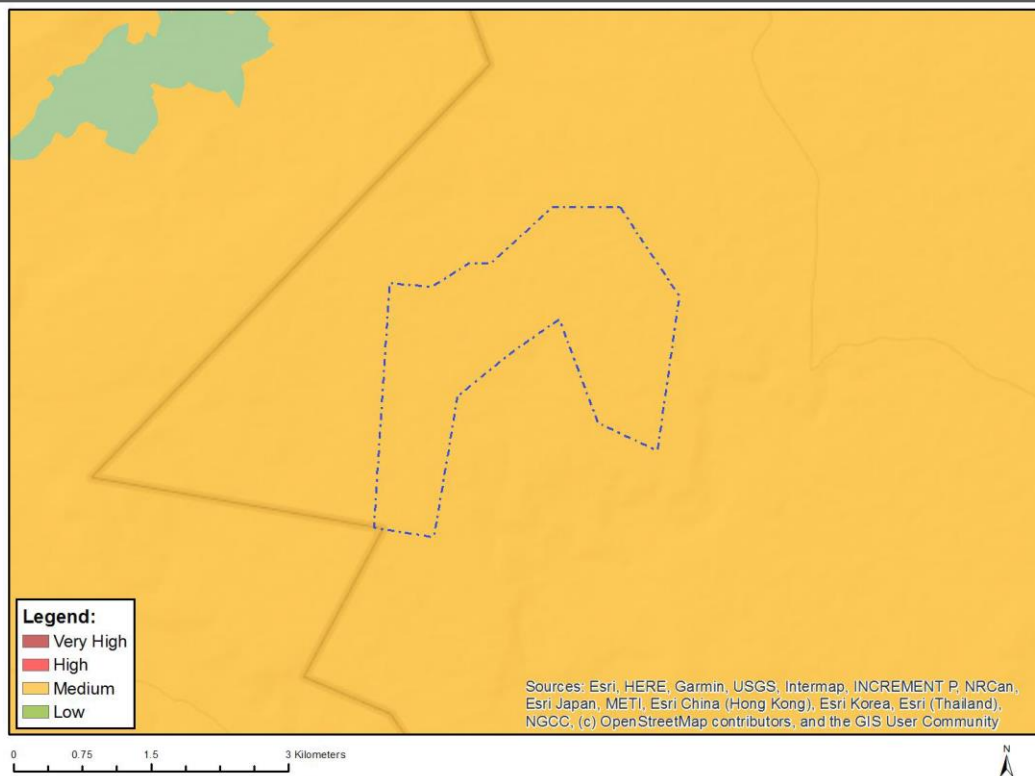 Legend:
Very High
High
Medium
Low
Sources: Esri, HERE, Garmin, USGS, Intermap, INCREMENT P, NRCan,
Esri Japan, METI, Esri China (Hong Kong), Esri Korea, Esri (Thailand),
NGCC, (c) OpenStreetMap contributors, and the GIS User Community
0 0.75 1.5 3 Kilometers
N